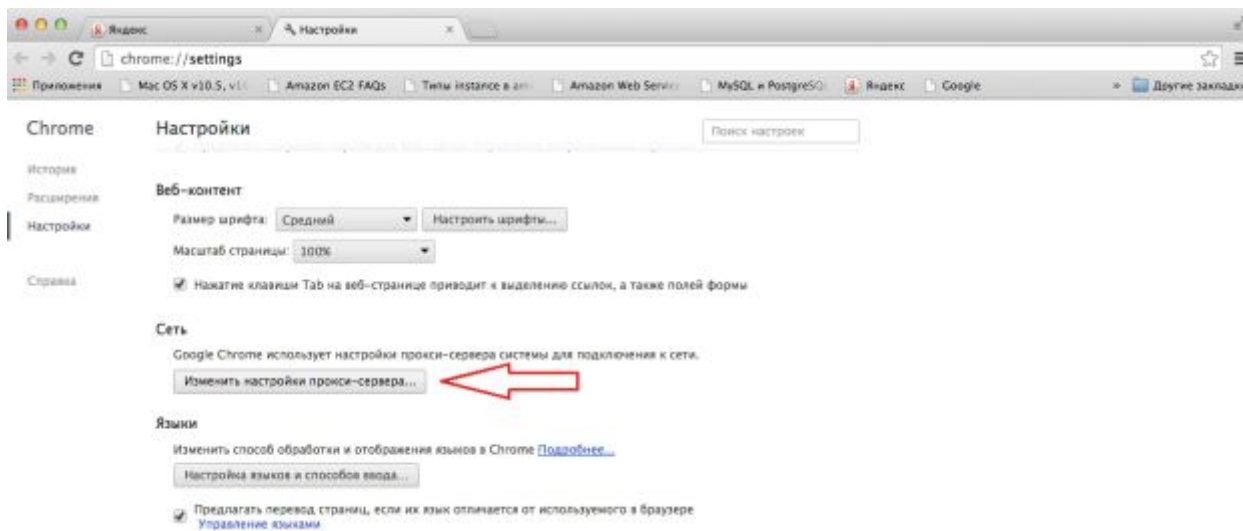 Яндекс Настройки
chrome://settings
Приложения Mac OS X v10.5, v1 Amazon EC2 FAQs Типы instance в am Amazon Web Servic MySQL и PostgreSQ Яндекс Google » Другие закладки
Chrome
Настройки
Поиск настроек
История
Расширения
Настройки
Справка
Веб-контент
Размер шрифта: Средний Настроить шрифты...
Масштаб страницы: 100%
Нажатие клавиши Tab на веб-странице приводит к выделению ссылок, а также полей формы
Сеть
Google Chrome использует настройки прокси-сервера системы для подключения к сети.
Изменить настройки прокси-сервера...
Языки
Изменить способ обработки и отображения языков в Chrome Подробнее...
Настройка языков и способов ввода...
Предлагать перевод страниц, если их язык отличается от используемого в браузере
Управление языками